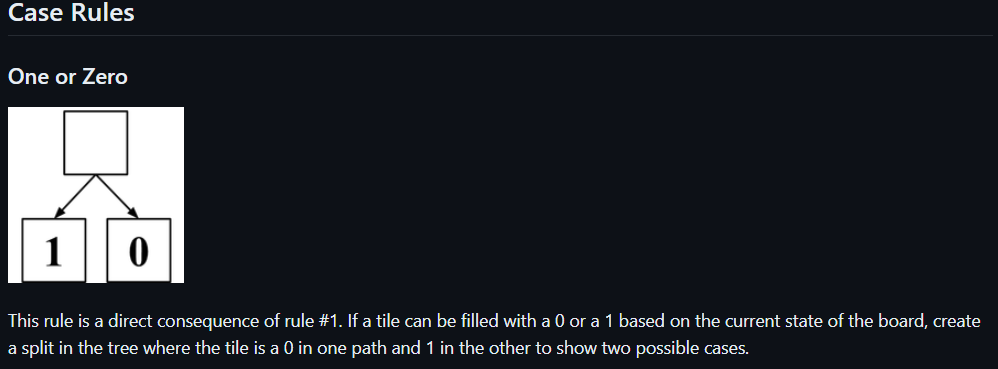 Case Rules
One or Zero
1 0
This rule is a direct consequence of rule #1. If a tile can be filled with a 0 or a 1 based on the current state of the board, create
a split in the tree where the tile is a 0 in one path and 1 in the other to show two possible cases.